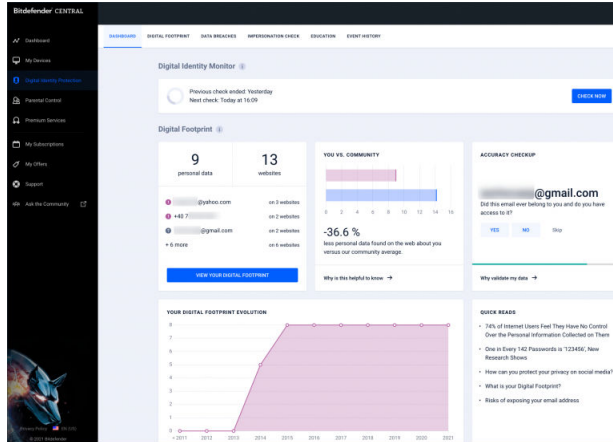 Bitdefender CENTRAL
Dashboard
My Devices
Digital Identity Protection
Parental Control
Premium Services
My Subscriptions
My Offers
Support
Ask the Community
Privacy Policy
© 2021 Bitdefender
DASHBOARD DIGITAL FOOTPRINT DATA BREACHES IMPERSONATION CHECK EDUCATION EVENT HISTORY
Digital Identity Monitor
Previous check ended: Yesterday
Next check: Today at 16:09
CHECK NOW
Digital Footprint
9
personal data
13
websites
@yahoo.com on 3 websites
+40 7 on 2 websites
@gmail.com on 2 websites
+ 6 more on 6 websites
VIEW YOUR DIGITAL FOOTPRINT
YOU VS. COMMUNITY
0 2 4 6 8 10 12 14 16
-36.6 %
less personal data found on the web about you
versus our community average.
Why is this helpful to know →
ACCURACY CHECKUP
@gmail.com
Did this email ever belong to you and do you have
access to it?
YES NO Skip
Why validate my data →
YOUR DIGITAL FOOTPRINT EVOLUTION
9
7
6
5
4
3
2
1
0
< 2011 2012 2013 2014 2015 2016 2017 2018 2019 2020 2021
QUICK READS
• 74% of Internet Users Feel They Have No Control
Over the Personal Information Collected on Them
• One in Every 142 Passwords is '123456', New
Research Shows
• How can you protect your privacy on social media?
• What is your Digital Footprint?
• Risks of exposing your email address